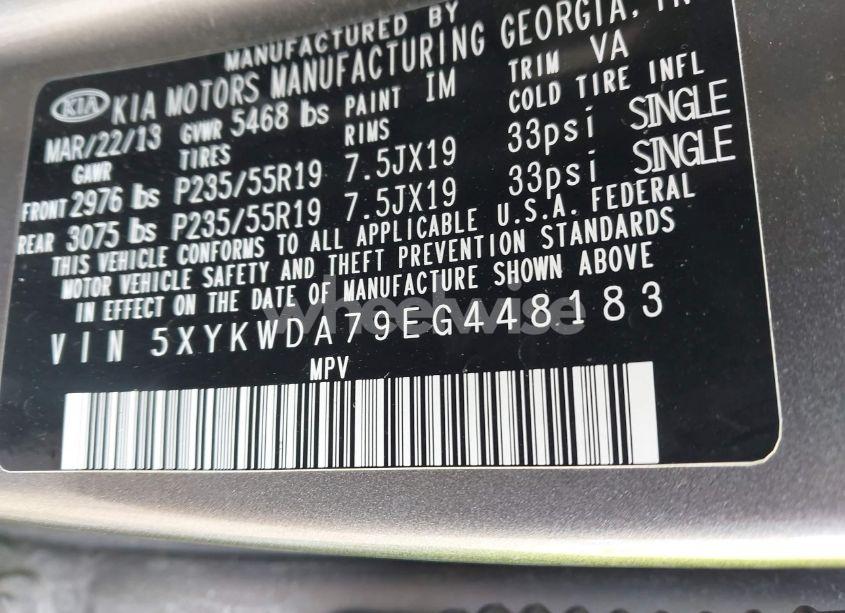 MANUFACTURED BY
KIA KIA MOTORS MANUFACTURING GEORGIA, IN
MAR/22/13 GVWR 5468 lbs PAINT IM TRIM VA
GAWR TIRES RIMS COLD TIRE INFL
FRONT 2976 lbs P235/55R19 7.5JX19 33psi SINGLE
REAR 3075 lbs P235/55R19 7.5JX19 33psi SINGLE
THIS VEHICLE CONFORMS TO ALL APPLICABLE U.S.A. FEDERAL
MOTOR VEHICLE SAFETY AND THEFT PREVENTION STANDARDS
IN EFFECT ON THE DATE OF MANUFACTURE SHOWN ABOVE
VIN 5XYKWDA79EG448183
MPV
wheelwise